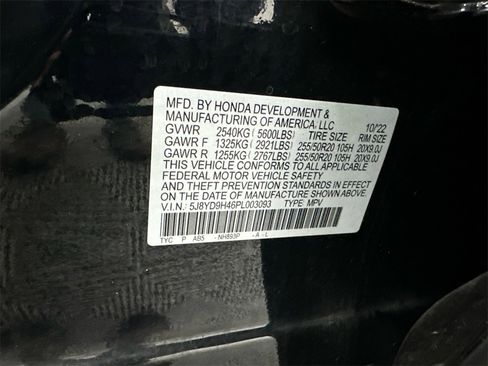 MFD. BY HONDA DEVELOPMENT &
MANUFACTURING OF AMERICA, LLC 10/22
GVWR 2540KG ( 5600LBS) TIRE SIZE RIM SIZE
GAWR F 1325KG ( 2921LBS) 255/50R20 105H 20X9.0J
GAWR R 1255KG ( 2767LBS) 255/50R20 105H 20X9.0J
THIS VEHICLE CONFORMS TO ALL APPLICABLE
FEDERAL MOTOR VEHICLE SAFETY
AND THEFT PREVENTION STANDARDS IN EFFECT
ON THE DATE OF MANUFACTURE SHOWN ABOVE.
V.I.N.: 5J8YD9H46PL003093 TYPE: MPV
TYC P AB5 - NH893P - A - L